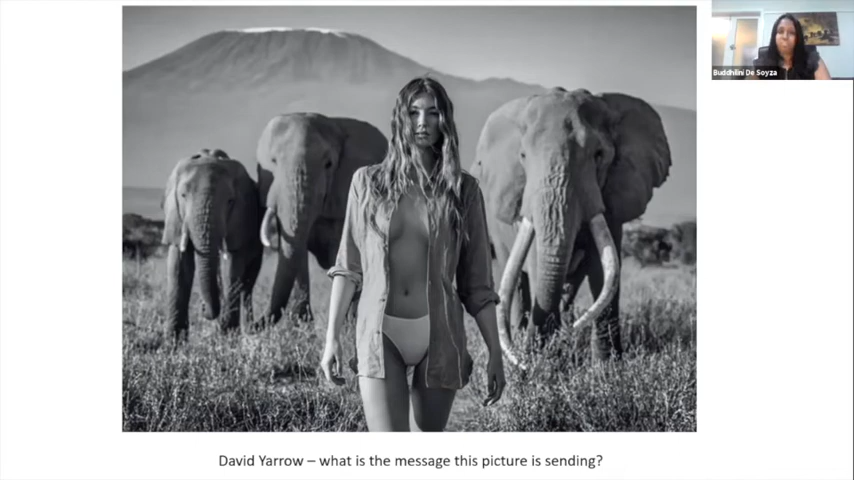 Buddhilini De Soyza
David Yarrow – what is the message this picture is sending?